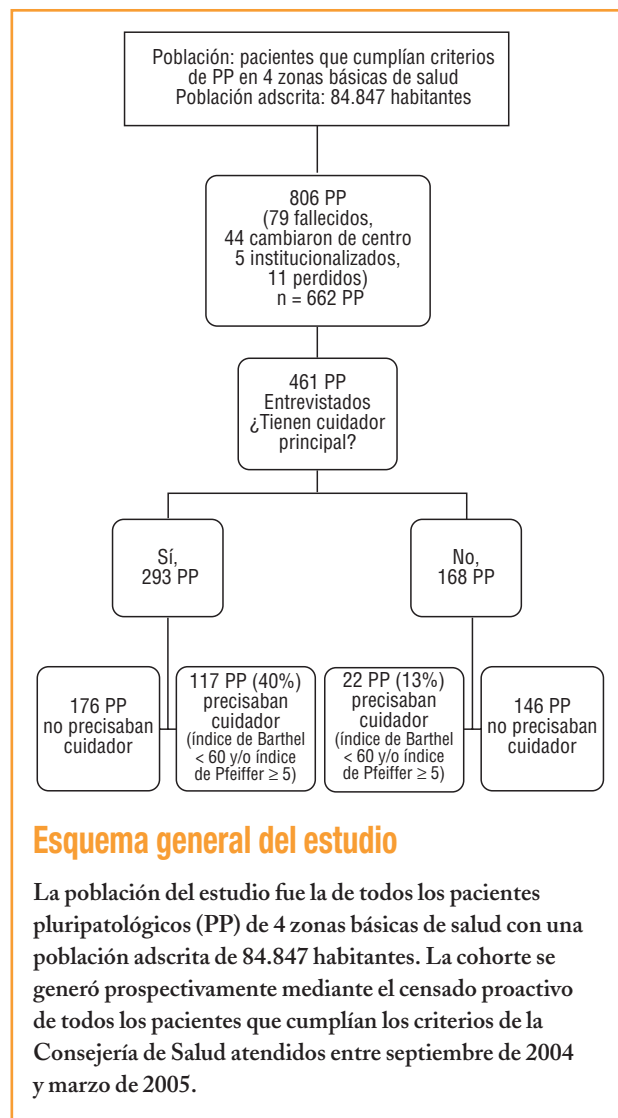 Población: pacientes que cumplían criterios
de PP en 4 zonas básicas de salud
Población adscrita: 84.847 habitantes
806 PP
(79 fallecidos,
44 cambiaron de centro
5 institucionalizados,
11 perdidos)
n = 662 PP
461 PP
Entrevistados
¿Tienen cuidador
principal?
Sí,
293 PP
No,
168 PP
176 PP
no precisaban
cuidador
117 PP (40%)
precisaban
cuidador
(índice de Barthel
< 60 y/o índice
de Pfeiffer ≥ 5)
22 PP (13%)
precisaban
cuidador
(índice de Barthel
< 60 y/o índice
de Pfeiffer ≥ 5)
146 PP
no precisaban
cuidador
Esquema general del estudio
La población del estudio fue la de todos los pacientes
pluripatológicos (PP) de 4 zonas básicas de salud con una
población adscrita de 84.847 habitantes. La cohorte se
generó prospectivamente mediante el censado proactivo
de todos los pacientes que cumplían los criterios de la
Consejería de Salud atendidos entre septiembre de 2004
y marzo de 2005.